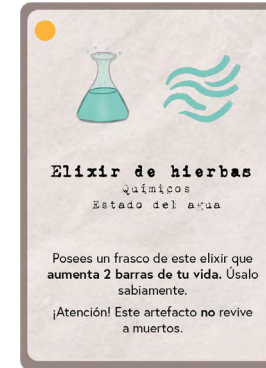 Elixir de hierbas
Químicos
Estado del agua
Posees un frasco de este elixir que
aumenta 2 barras de tu vida. Úsalo
sabiamente.
¡Atención! Este artefacto no revive
a muertos.